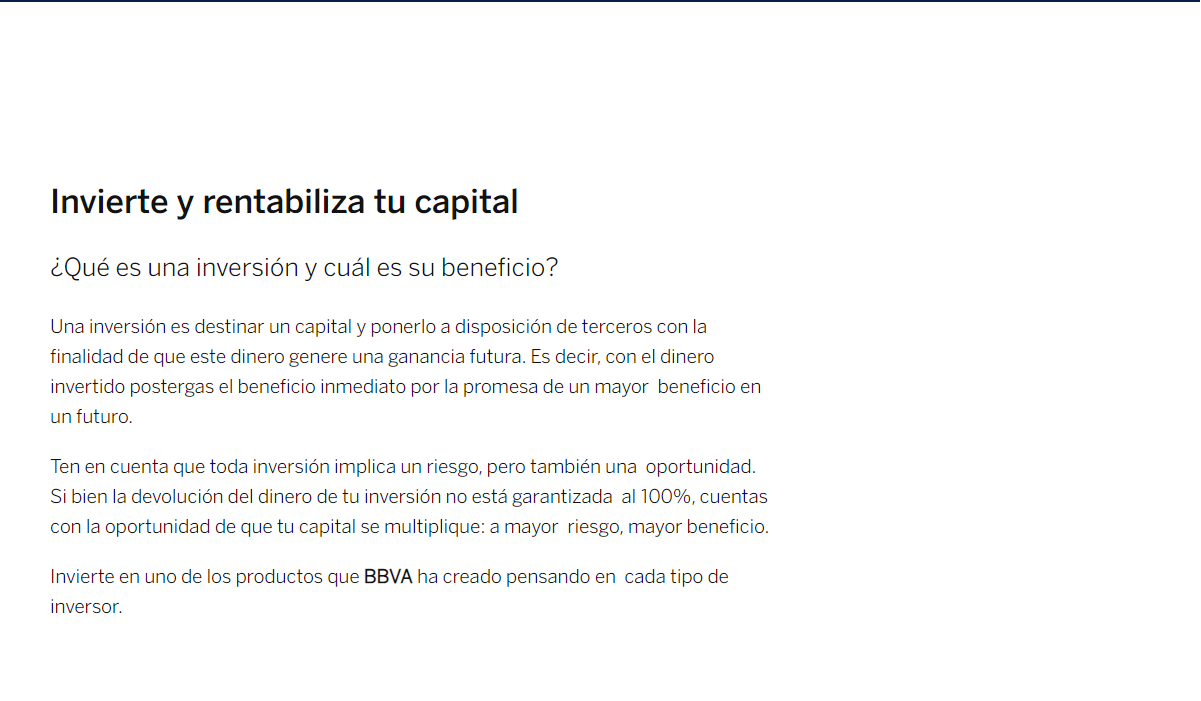 Invierte y rentabiliza tu capital
¿Qué es una inversión y cuál es su beneficio?
Una inversión es destinar un capital y ponerlo a disposición de terceros con la
finalidad de que este dinero genere una ganancia futura. Es decir, con el dinero
invertido postergas el beneficio inmediato por la promesa de un mayor  beneficio en
un futuro.
Ten en cuenta que toda inversión implica un riesgo, pero también una  oportunidad.
Si bien la devolución del dinero de tu inversión no está garantizada  al 100%, cuentas
con la oportunidad de que tu capital se multiplique: a mayor  riesgo, mayor beneficio.
Invierte en uno de los productos que BBVA ha creado pensando en  cada tipo de
inversor.